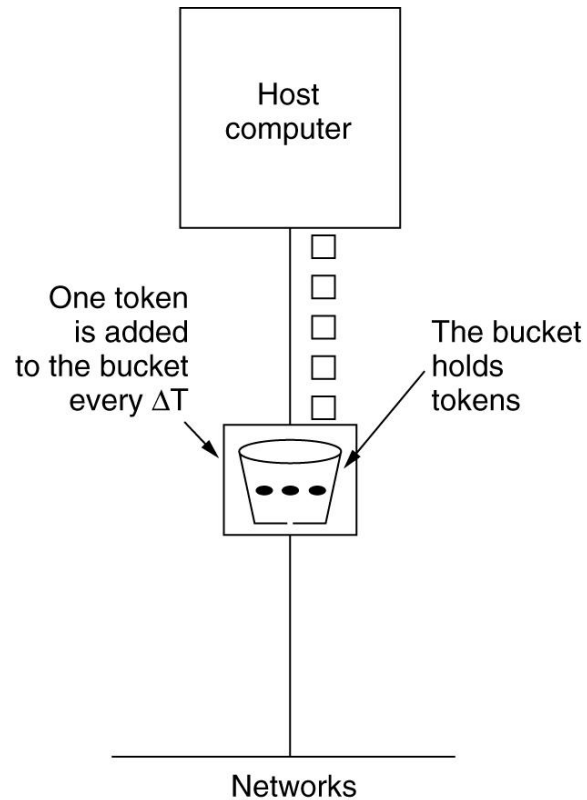 Host
computer
One token
is added
to the bucket
every ΔT
The bucket
holds
tokens
Networks